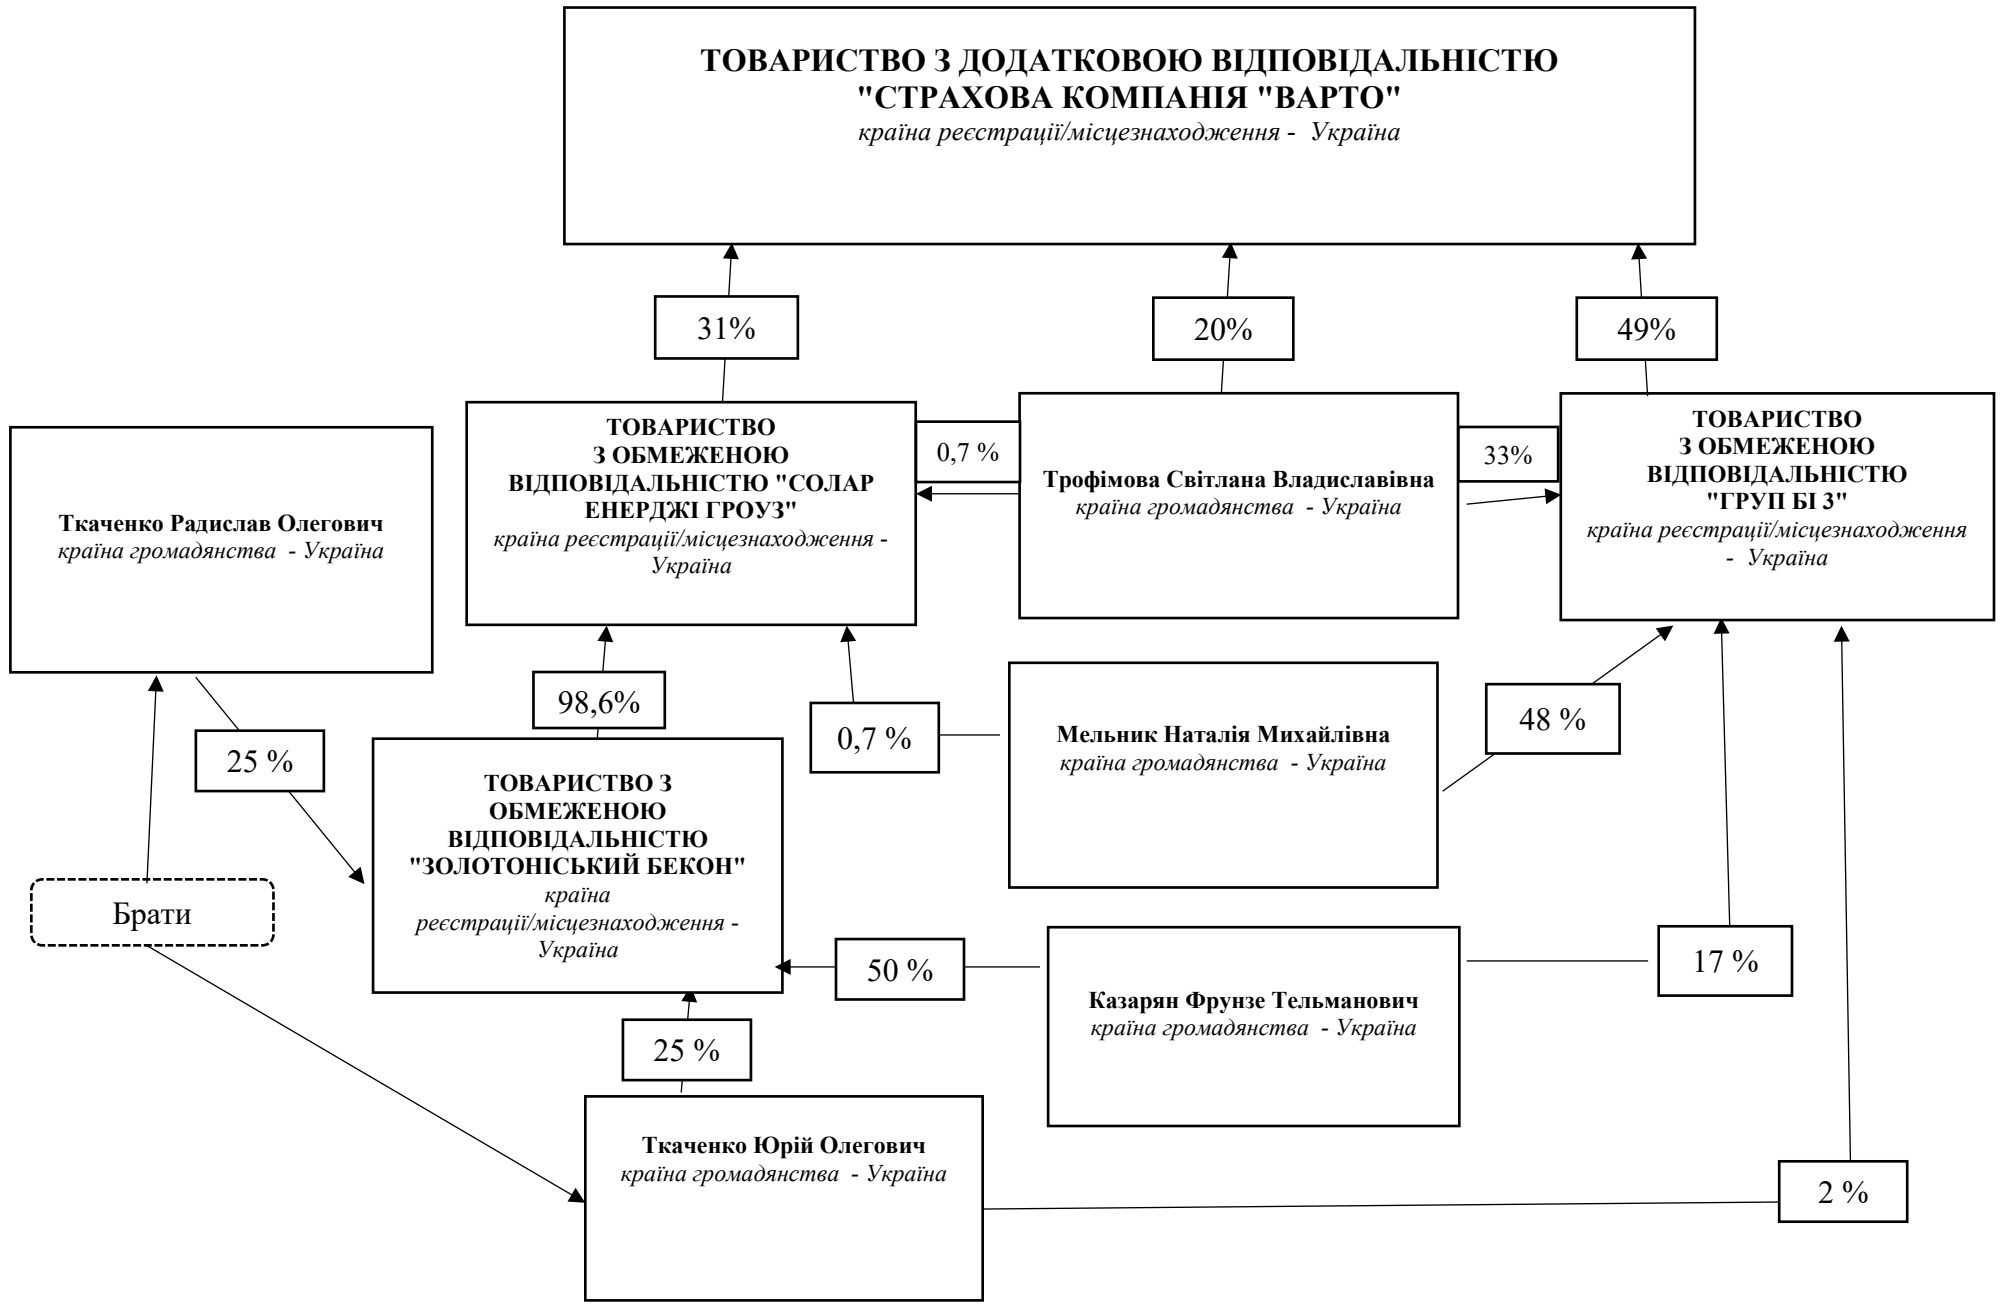 ТОВАРИСТВО З ДОДАТКОВОЮ ВІДПОВІДАЛЬНІСТЮ
"СТРАХОВА КОМПАНІЯ "ВАРТО"
країна реєстрації/місцезнаходження - Україна
31%
20%
49%
Ткаченко Радислав Олегович
країна громадянства - Україна
ТОВАРИСТВО
З ОБМЕЖЕНОЮ
ВІДПОВІДАЛЬНІСТЮ "СОЛАР
ЕНЕРДЖІ ГРОУЗ"
країна реєстрації/місцезнаходження -
Україна
0,7 %
Трофімова Світлана Владиславівна
країна громадянства - Україна
33%
ТОВАРИСТВО
З ОБМЕЖЕНОЮ
ВІДПОВІДАЛЬНІСТЮ
"ГРУП БІ 3"
країна реєстрації/місцезнаходження
- Україна
25 %
98,6%
0,7 %
Мельник Наталія Михайлівна
країна громадянства - Україна
48 %
ТОВАРИСТВО З
ОБМЕЖЕНОЮ
ВІДПОВІДАЛЬНІСТЮ
"ЗОЛОТОНІСЬКИЙ БЕКОН"
країна
реєстрації/місцезнаходження -
Україна
Брати
50 %
Казарян Фрунзе Тельманович
країна громадянства - Україна
17 %
25 %
Ткаченко Юрій Олегович
країна громадянства - Україна
2 %